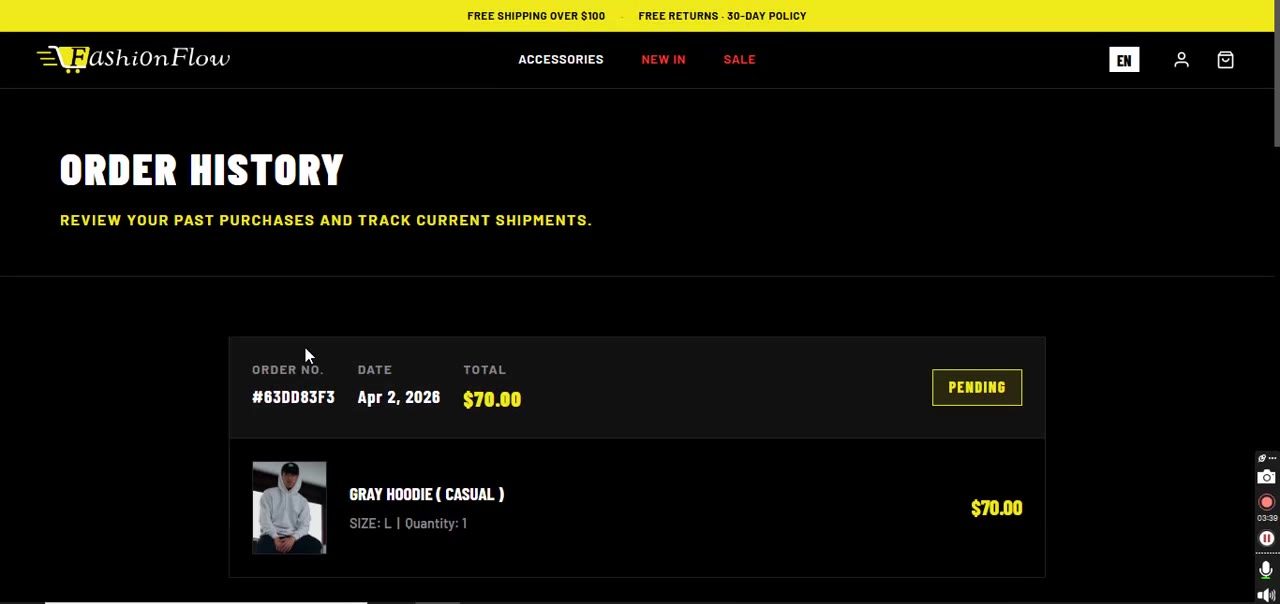 FREE SHIPPING OVER $100 · FREE RETURNS · 30-DAY POLICY
Fashi0nFlow
ACCESSORIES NEW IN SALE
EN
ORDER HISTORY
REVIEW YOUR PAST PURCHASES AND TRACK CURRENT SHIPMENTS.
ORDER NO. DATE TOTAL
#63DD83F3 Apr 2, 2026 $70.00
PENDING
GRAY HOODIE ( CASUAL )
SIZE: L | Quantity: 1
$70.00
03:39